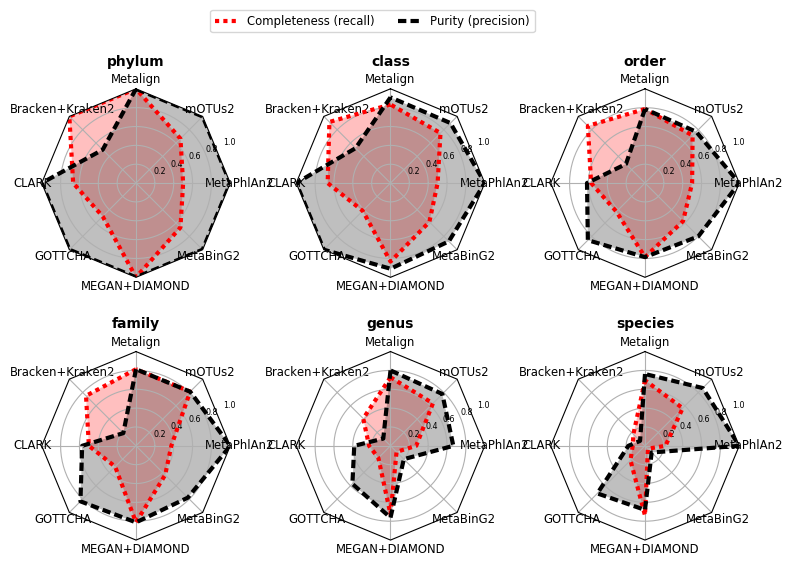 Completeness (recall) Purity (precision)
phylum class order
Metalign Metalign Metalign
Bracken+Kraken2 mOTUs2 Bracken+Kraken2 mOTUs2 Bracken+Kraken2 mOTUs2
0.2 0.4 0.6 0.8 1.0 0.2 0.4 0.6 0.8 1.0 0.2 0.4 0.6 0.8 1.0
CLARK MetaPhlAn2 CLARK MetaPhlAn2 CLARK MetaPhlAn2
GOTTCHA MetaBinG2 GOTTCHA MetaBinG2 GOTTCHA MetaBinG2
MEGAN+DIAMOND MEGAN+DIAMOND MEGAN+DIAMOND
family genus species
Metalign Metalign Metalign
Bracken+Kraken2 mOTUs2 Bracken+Kraken2 mOTUs2 Bracken+Kraken2 mOTUs2
0.2 0.4 0.6 0.8 1.0 0.2 0.4 0.6 0.8 1.0 0.2 0.4 0.6 0.8 1.0
CLARK MetaPhlAn2 CLARK MetaPhlAn2 CLARK MetaPhlAn2
GOTTCHA MetaBinG2 GOTTCHA MetaBinG2 GOTTCHA MetaBinG2
MEGAN+DIAMOND MEGAN+DIAMOND MEGAN+DIAMOND